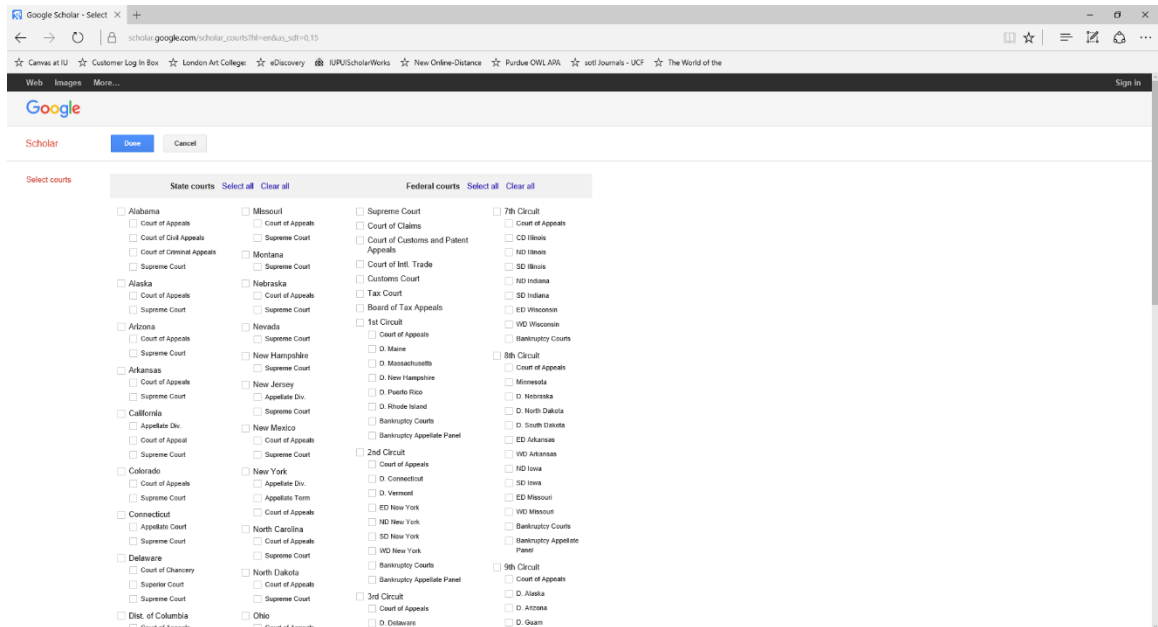 Google Scholar - Select
scholar.google.com/scholar_courts?hl=en&as_sdt=0,15
Canvas at IU Customer Log In Box London Art College: eDiscovery IUPUIScholarWorks New Online-Distance Purdue OWL APA sotl Journals - UCF The World of the
Web Images More... Sign in
Google
Scholar Done Cancel
Select courts
State courts Select all Clear all
Federal courts Select all Clear all
Alabama
Court of Appeals
Court of Civil Appeals
Court of Criminal Appeals
Supreme Court
Alaska
Court of Appeals
Supreme Court
Arizona
Court of Appeals
Supreme Court
Arkansas
Court of Appeals
Supreme Court
California
Appellate Div.
Court of Appeal
Supreme Court
Colorado
Court of Appeals
Supreme Court
Connecticut
Appellate Court
Supreme Court
Delaware
Court of Chancery
Superior Court
Supreme Court
Dist. of Columbia
Court of Appeals
Missouri
Court of Appeals
Supreme Court
Montana
Supreme Court
Nebraska
Court of Appeals
Supreme Court
Nevada
Supreme Court
New Hampshire
Supreme Court
New Jersey
Appellate Div.
Supreme Court
New Mexico
Court of Appeals
Supreme Court
New York
Appellate Div.
Appellate Term
Court of Appeals
North Carolina
Court of Appeals
Supreme Court
North Dakota
Court of Appeals
Supreme Court
Ohio
Court of Appeals
Supreme Court
Court of Claims
Court of Customs and Patent
Appeals
Court of Intl. Trade
Customs Court
Tax Court
Board of Tax Appeals
1st Circuit
Court of Appeals
D. Maine
D. Massachusetts
D. New Hampshire
D. Puerto Rico
D. Rhode Island
Bankruptcy Courts
Bankruptcy Appellate Panel
2nd Circuit
Court of Appeals
D. Connecticut
D. Vermont
ED New York
ND New York
SD New York
WD New York
Bankruptcy Courts
Bankruptcy Appellate Panel
3rd Circuit
Court of Appeals
D. Delaware
7th Circuit
Court of Appeals
CD Illinois
ND Illinois
SD Illinois
ND Indiana
SD Indiana
ED Wisconsin
WD Wisconsin
Bankruptcy Courts
8th Circuit
Court of Appeals
Minnesota
D. Nebraska
D. North Dakota
D. South Dakota
ED Arkansas
WD Arkansas
ND Iowa
SD Iowa
ED Missouri
WD Missouri
Bankruptcy Courts
Bankruptcy Appellate
Panel
9th Circuit
Court of Appeals
D. Alaska
D. Arizona
D. Guam